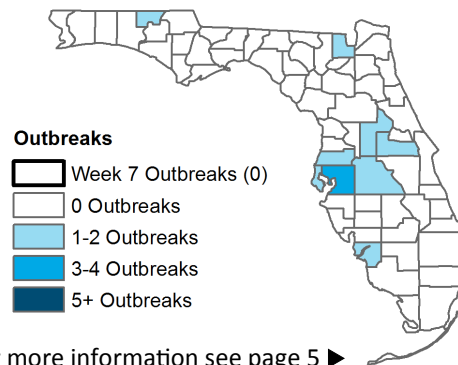 Outbreaks
Week 7 Outbreaks (0)
0 Outbreaks
1-2 Outbreaks
3-4 Outbreaks
5+ Outbreaks
more information see page 5 ►